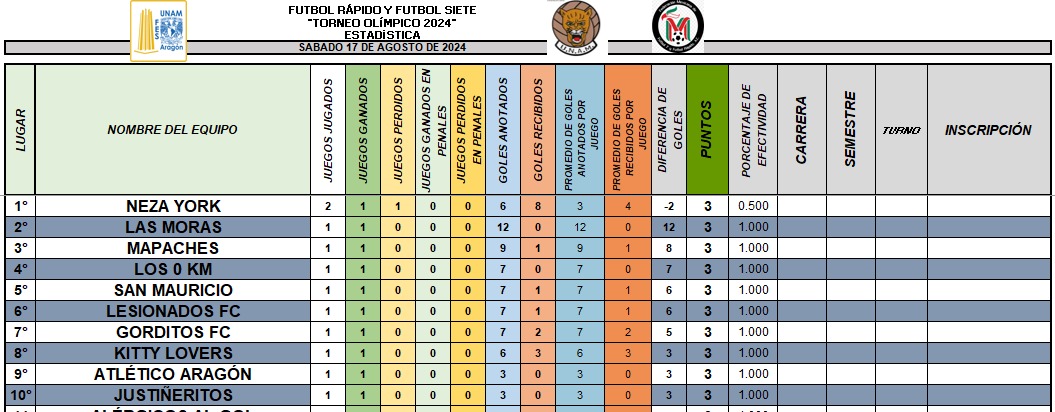 FUTBOL RÁPIDO Y FUTBOL SIETE
"TORNEO OLÍMPICO 2024"
ESTADÍSTICA
SABADO 17 DE AGOSTO DE 2024
UNAM
FES
Aragón
U.N.A.M.
LUGAR NOMBRE DEL EQUIPO JUEGOS JUGADOS JUEGOS GANADOS JUEGOS PERDIDOS JUEGOS GANADOS EN PENALES JUEGOS PERDIDOS EN PENALES GOLES ANOTADOS GOLES RECIBIDOS PROMEDIO DE GOLES ANOTADOS POR JUEGO PROMEDIO DE GOLES RECIBIDOS POR JUEGO DIFERENCIA DE GOLES PUNTOS PORCENTAJE DE EFECTIVIDAD CARRERA SEMESTRE TURNO INSCRIPCIÓN
1° NEZA YORK 2 1 1 0 0 6 8 3 4 -2 3 0.500
2° LAS MORAS 1 1 0 0 0 12 0 12 0 12 3 1.000
3° MAPACHES 1 1 0 0 0 9 1 9 1 8 3 1.000
4° LOS 0 KM 1 1 0 0 0 7 0 7 0 7 3 1.000
5° SAN MAURICIO 1 1 0 0 0 7 1 7 1 6 3 1.000
6° LESIONADOS FC 1 1 0 0 0 7 1 7 1 6 3 1.000
7° GORDITOS FC 1 1 0 0 0 7 2 7 2 5 3 1.000
8° KITTY LOVERS 1 1 0 0 0 6 3 6 3 3 3 1.000
9° ATLÉTICO ARAGÓN 1 1 0 0 0 3 0 3 0 3 3 1.000
10° JUSTIÑERITOS 1 1 0 0 0 3 0 3 0 3 3 1.000